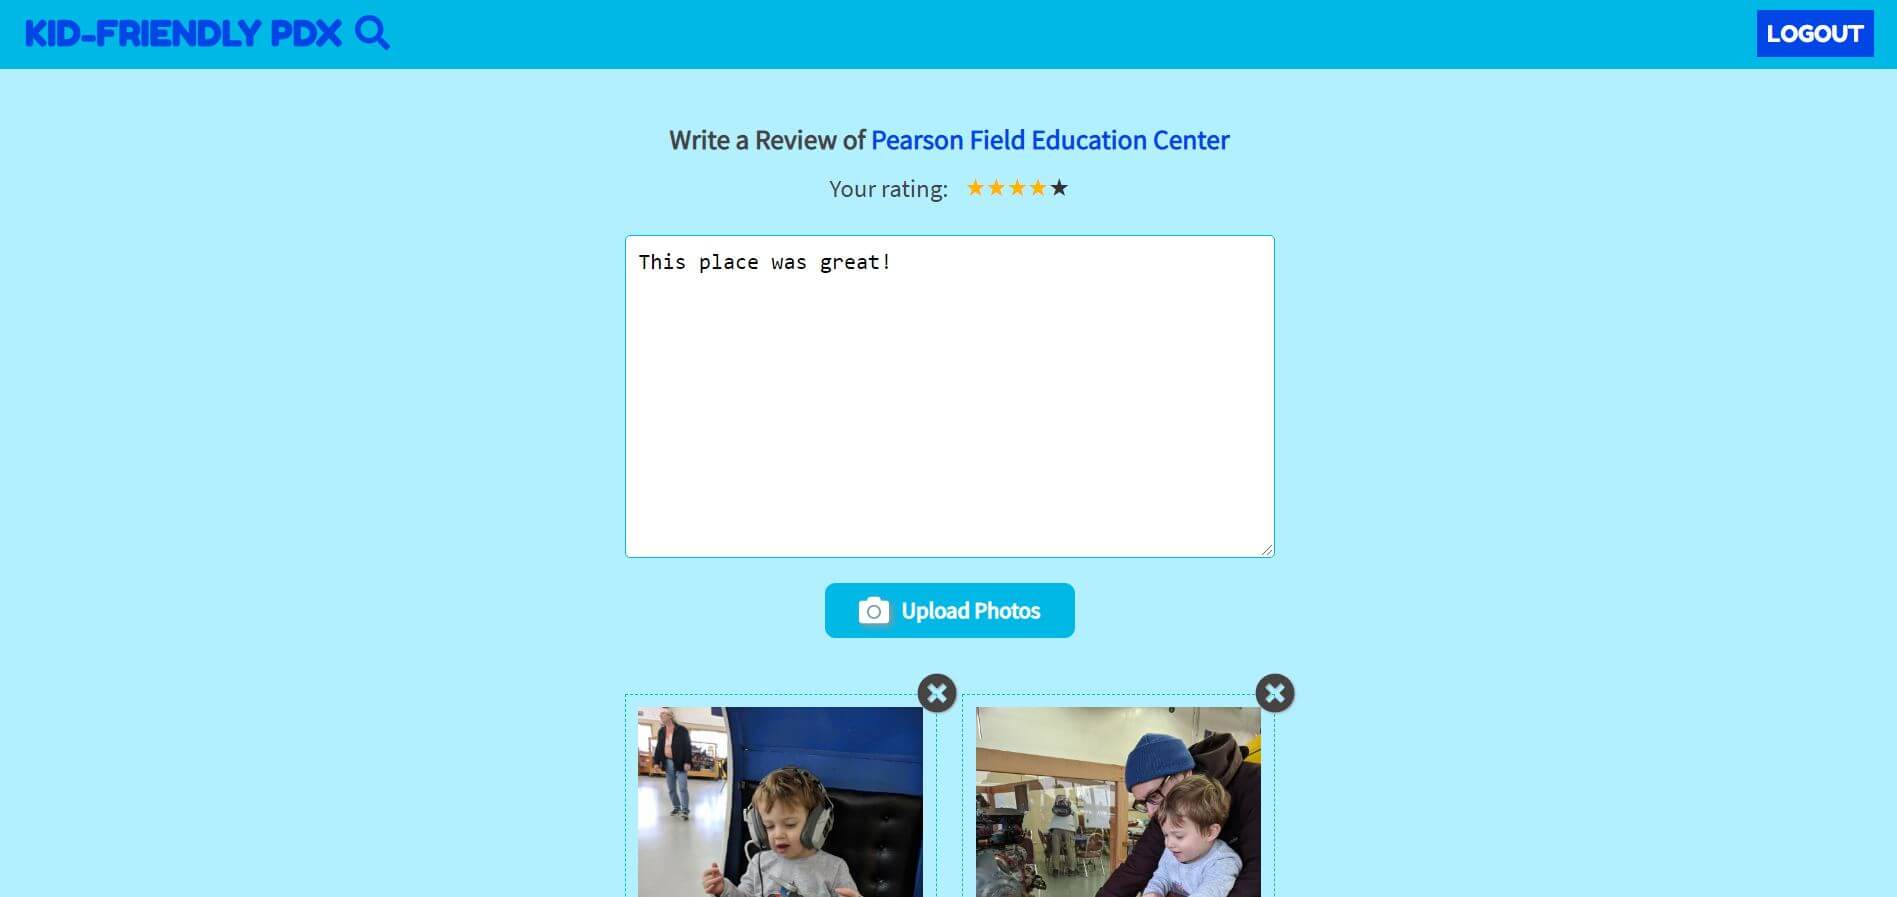 KID-FRIENDLY PDX
LOGOUT
Write a Review of Pearson Field Education Center
Your rating: ★★★★★
This place was great!
Upload Photos